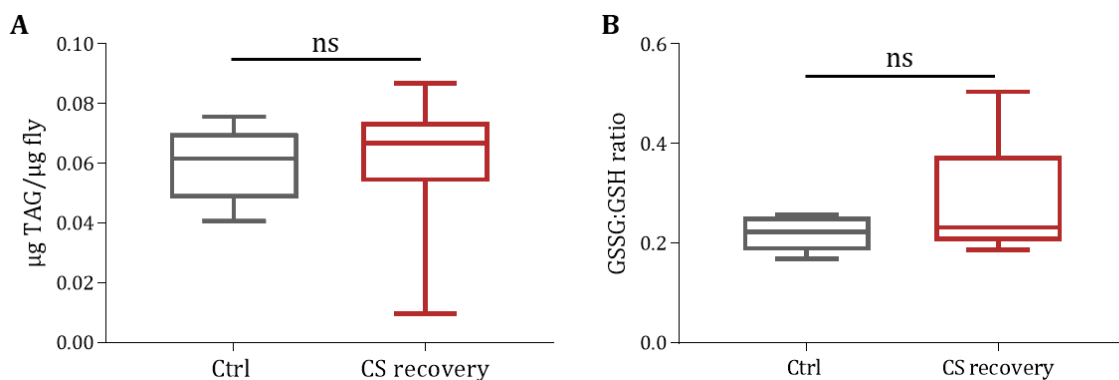 A
ns
µg TAG/µg fly
0.10
0.08
0.06
0.04
0.02
0.00
Ctrl
CS recovery
B
ns
GSSG:GSH ratio
0.6
0.4
0.2
0.0
Ctrl
CS recovery